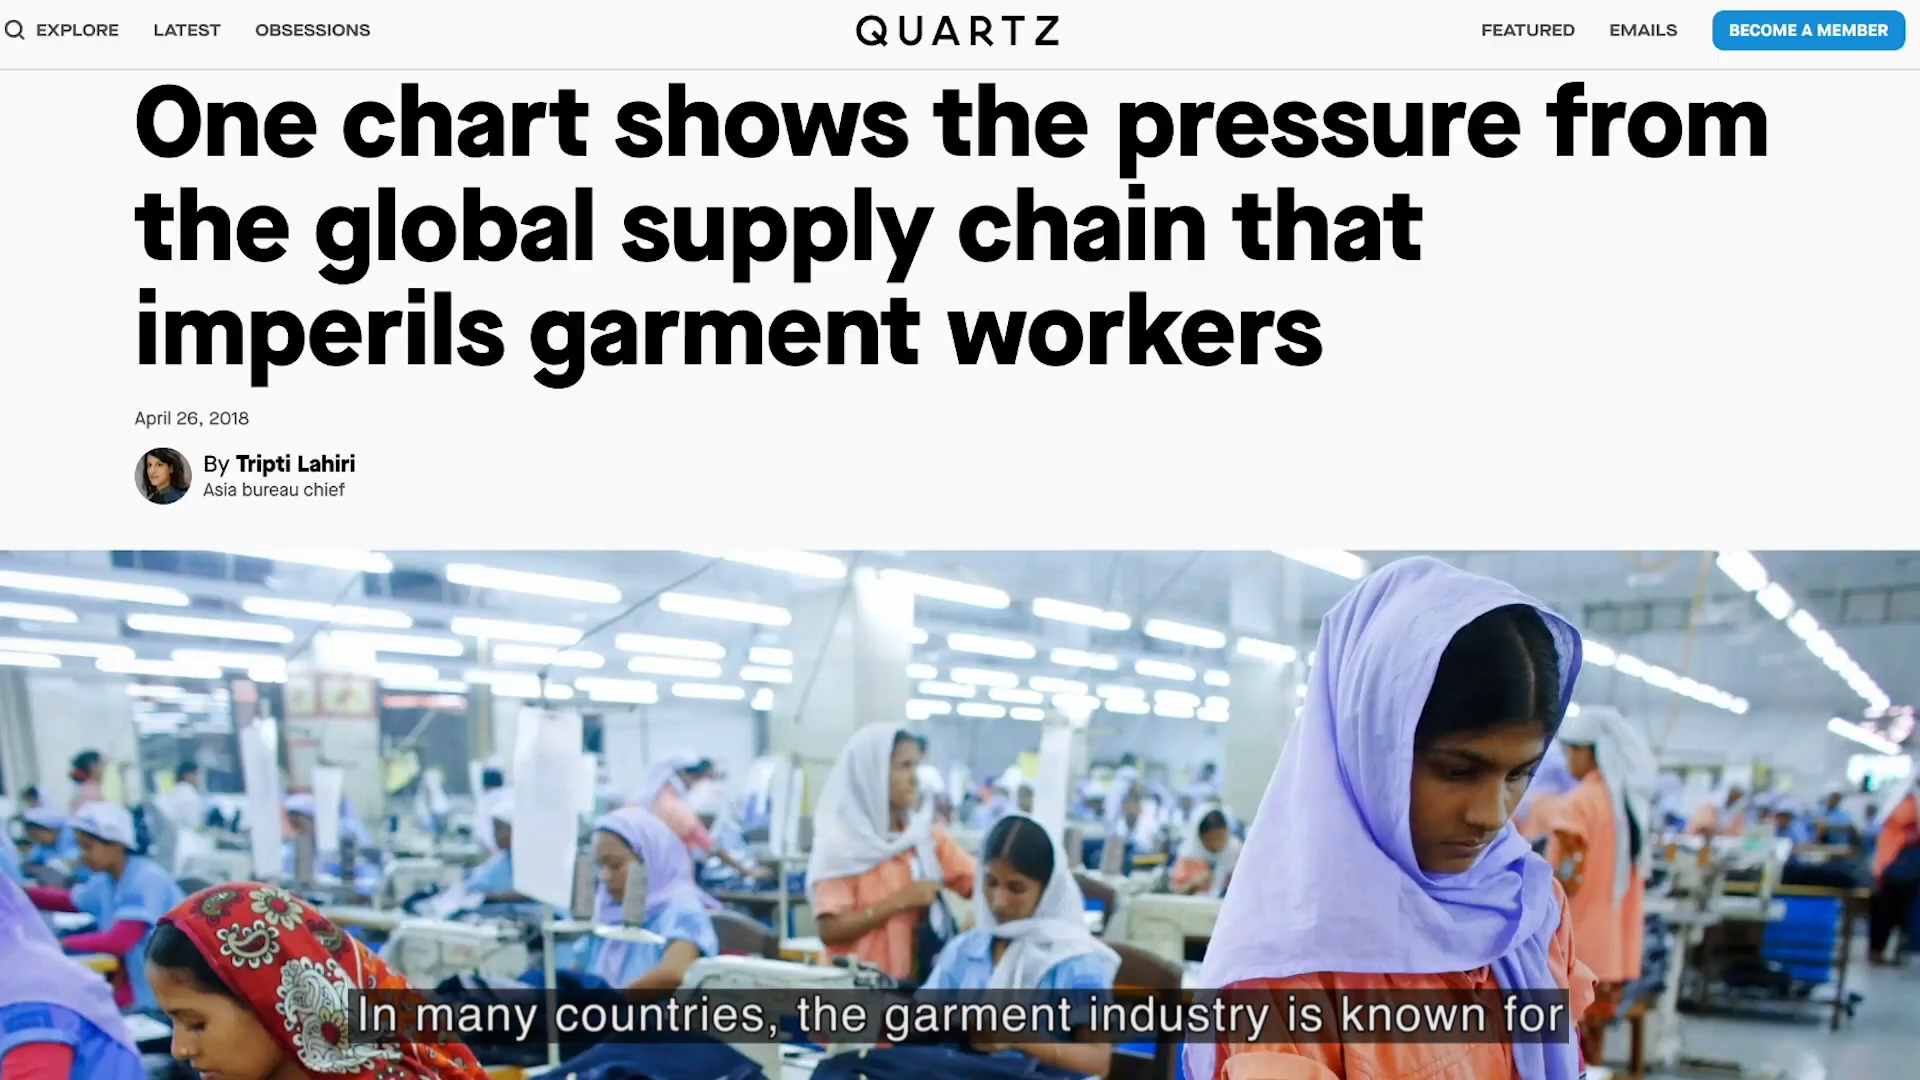 EXPLORE LATEST OBSESSIONS QUARTZ FEATURED EMAILS BECOME A MEMBER
One chart shows the pressure from
the global supply chain that
imperils garment workers
April 26, 2018
By Tripti Lahiri
Asia bureau chief
In many countries, the garment industry is known for